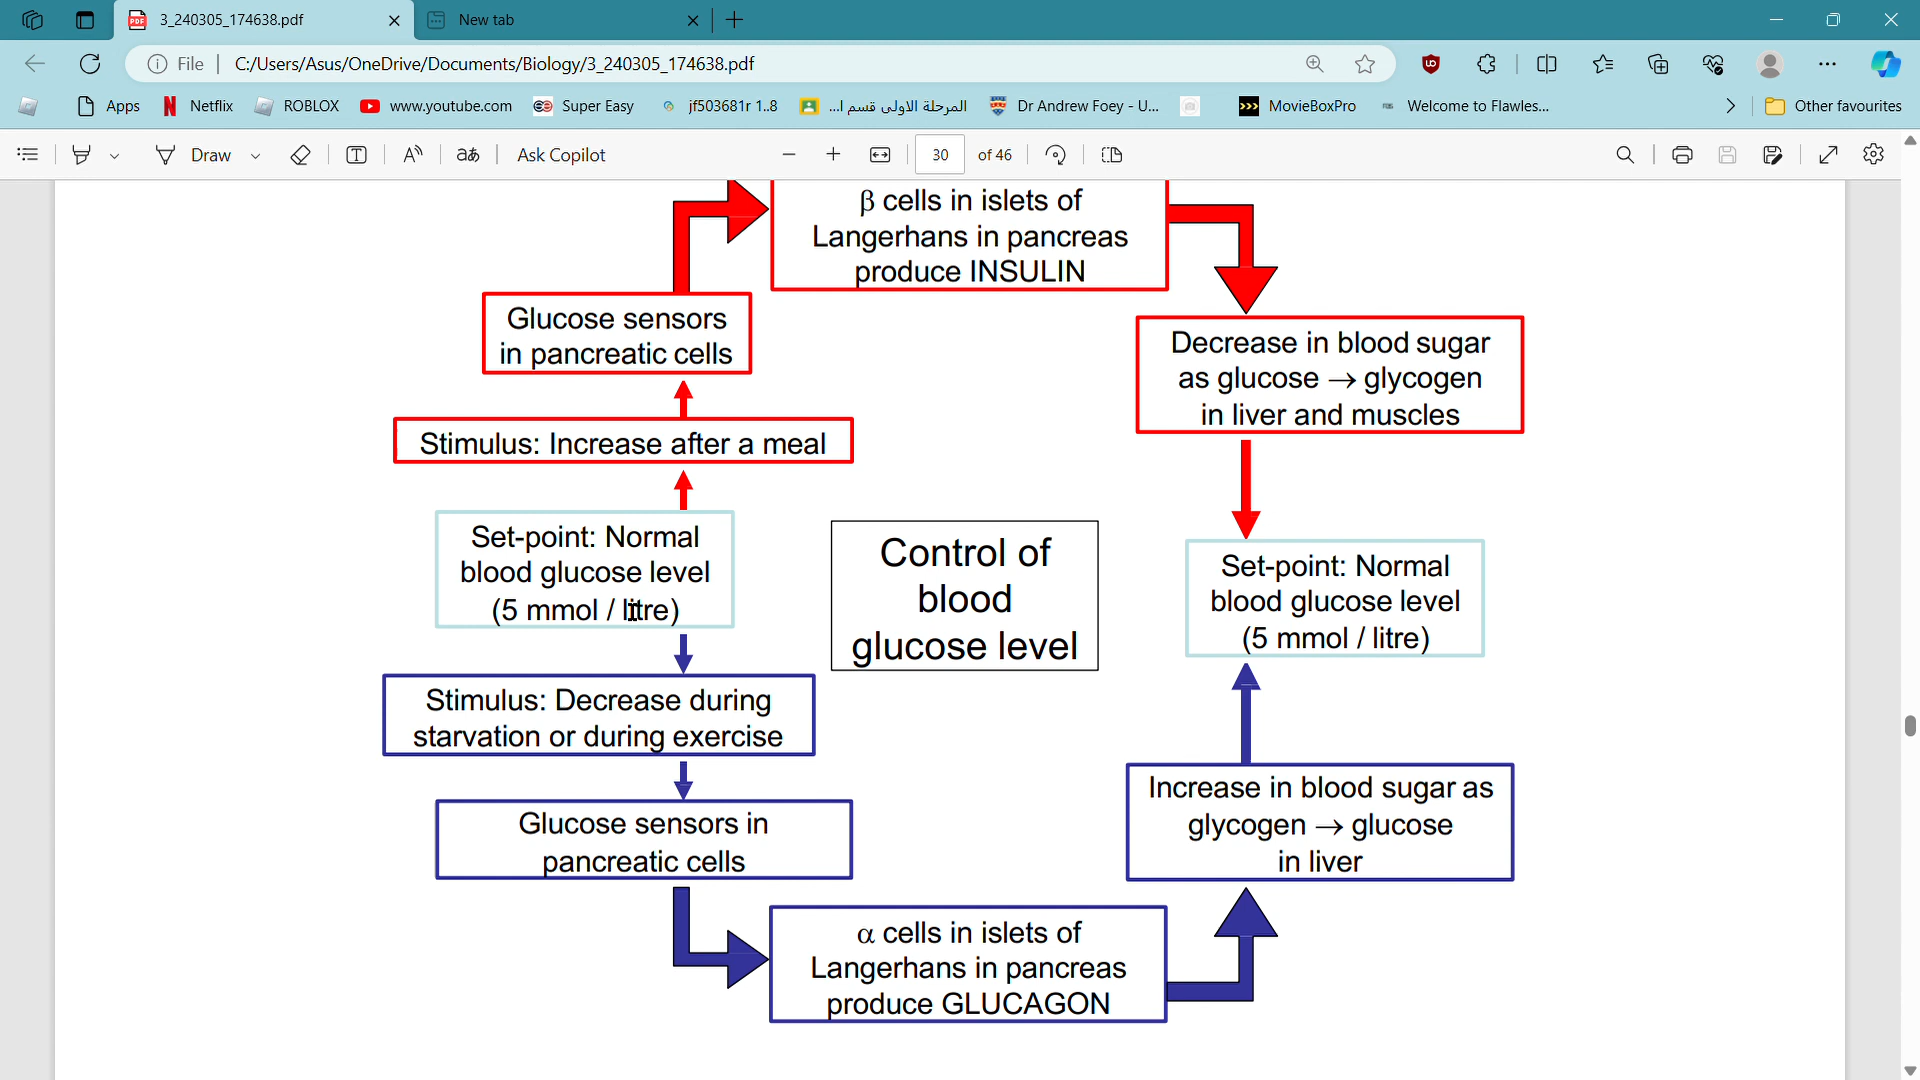 3_240305_174638.pdf
New tab
File
C:/Users/Asus/OneDrive/Documents/Biology/3_240305_174638.pdf
Apps
Netflix
ROBLOX
www.youtube.com
Super Easy
jf503681r 1..8
المرحلة الاولى قسم ا...
Dr Andrew Foey - U...
MovieBoxPro
Welcome to Flawles...
Other favourites
Draw
Ask Copilot
30 of 46
β cells in islets of
Langerhans in pancreas
produce INSULIN
Glucose sensors
in pancreatic cells
Decrease in blood sugar
as glucose → glycogen
in liver and muscles
Stimulus: Increase after a meal
Set-point: Normal
blood glucose level
(5 mmol / litre)
Control of
blood
glucose level
Set-point: Normal
blood glucose level
(5 mmol / litre)
Stimulus: Decrease during
starvation or during exercise
Glucose sensors in
pancreatic cells
Increase in blood sugar as
glycogen → glucose
in liver
α cells in islets of
Langerhans in pancreas
produce GLUCAGON